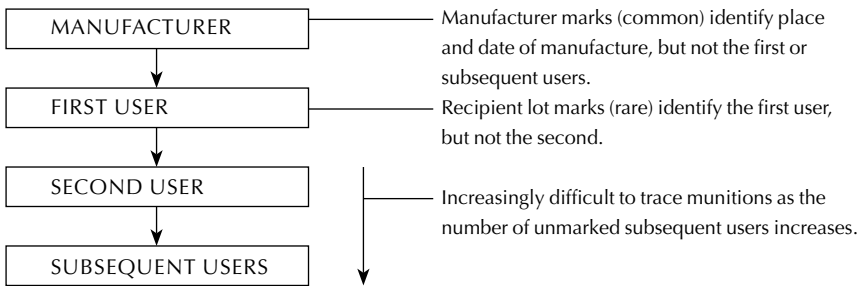 MANUFACTURER
Manufacturer marks (common) identify place
and date of manufacture, but not the first or
subsequent users.
FIRST USER
Recipient lot marks (rare) identify the first user,
but not the second.
SECOND USER
Increasingly difficult to trace munitions as the
number of unmarked subsequent users increases.
SUBSEQUENT USERS